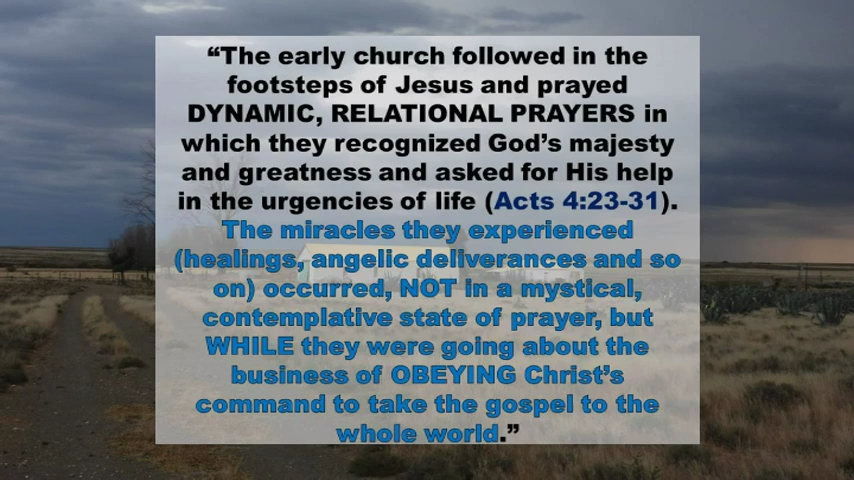 “The early church followed in the
footsteps of Jesus and prayed
DYNAMIC, RELATIONAL PRAYERS in
which they recognized God’s majesty
and greatness and asked for His help
in the urgencies of life (Acts 4:23-31).
The miracles they experienced
(healings, angelic deliverances and so
on) occurred, NOT in a mystical,
contemplative state of prayer, but
WHILE they were going about the
business of OBEYING Christ’s
command to take the gospel to the
whole world.”